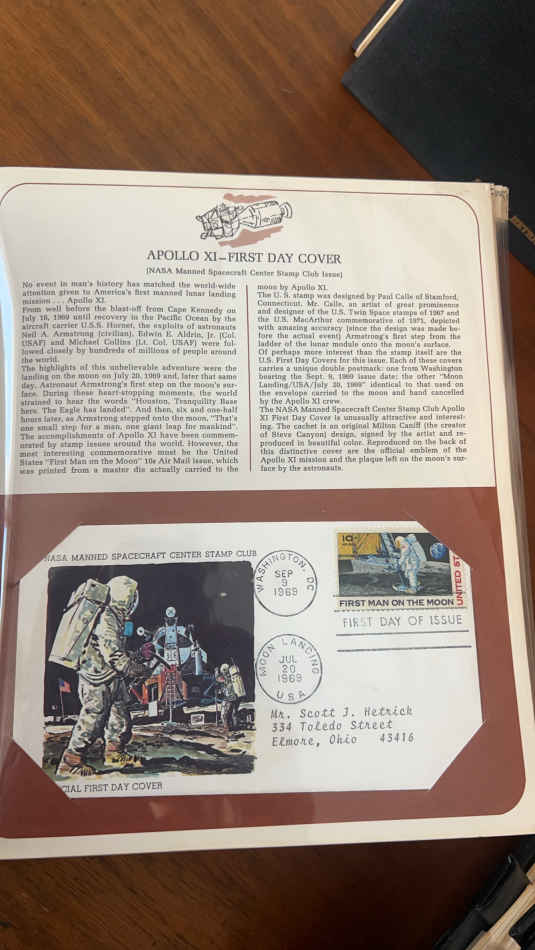 APOLLO XI—FIRST DAY COVER
(NASA Manned Spacecraft Center Stamp Club Issue)
No event in man's history has matched the world-wide
attention given to America's first manned lunar landing
mission . . . Apollo XI.
From well before the blast-off from Cape Kennedy on
July 16, 1969 until recovery in the Pacific Ocean by the
aircraft carrier U.S.S. Hornet, the exploits of astronauts
Neil A. Armstrong (civilian), Edwin E. Aldrin, Jr. (Col.
USAF) and Michael Collins (Lt. Col. USAF) were fol-
lowed closely by hundreds of millions of people around
the world.
The highlights of this unbelievable adventure were the
landing on the moon on July 20, 1969 and, later that same
day, Astronaut Armstrong's first step on the moon's sur-
face. During these heart-stopping moments, the world
strained to hear the words "Houston, Tranquility Base
here. The Eagle has landed". And then, six and one-half
hours later, as Armstrong stepped onto the moon, "That's
one small step for a man, one giant leap for mankind".
The accomplishments of Apollo XI have been commem-
orated by stamp issues around the world. However, the
most interesting commemorative must be the United
States "First Man on the Moon" 10¢ Air Mail issue, which
was printed from a master die actually carried to the
moon by Apollo XI.
The U. S. stamp was designed by Paul Calle of Stamford,
Connecticut. Mr. Calle, an artist of great prominence
and designer of the U.S. Twin Space stamps of 1967 and
the U.S. MacArthur commemorative of 1971, depicted
with amazing accuracy (since the design was made be-
fore the actual event) Armstrong's first step from the
ladder of the lunar module onto the moon's surface.
Of perhaps more interest than the stamp itself are the
U.S. First Day Covers for this issue. Each of these covers
carries a unique double postmark: one from Washington
bearing the Sept. 9, 1969 issue date; the other "Moon
Landing/USA/July 20, 1969" identical to that used on
the envelope carried to the moon and hand cancelled
by the Apollo XI crew.
The NASA Manned Spacecraft Center Stamp Club Apollo
XI First Day Cover is unusually attractive and interest-
ing. The cachet is an original Milton Caniff (the creator
of Steve Canyon) design, signed by the artist and re-
produced in beautiful color. Reproduced on the back of
this distinctive cover are the official emblem of the
Apollo XI mission and the plaque left on the moon's sur-
face by the astronauts.
NASA MANNED SPACECRAFT CENTER STAMP CLUB
WASHINGTON, DC
SEP
9
1969
10¢
UNITED ST
FIRST MAN ON THE MOON
FIRST DAY OF ISSUE
MOON LANDING
JUL
20
1969
USA
Mr. Scott J. Hetrick
334 Toledo Street
Elmore, Ohio 43416
CIAL FIRST DAY COVER